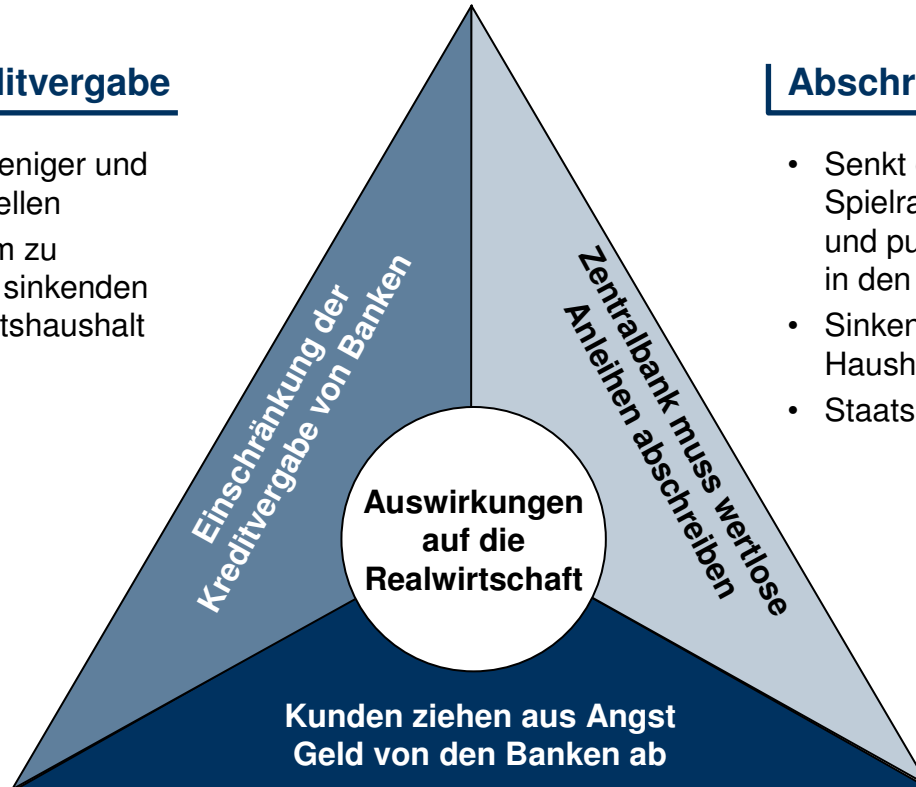 litvergabe
eniger und
ellen
m zu
sinkenden
tshaushalt
Einschränkung der
Kreditvergabe von Banken
Zentralbank muss wertlose
Anleihen abschreiben
Auswirkungen
auf die
Realwirtschaft
Kunden ziehen aus Angst
Geld von den Banken ab
Abschr
• Senkt
Spielra
und pu
in den
• Sinken
Haush
• Staats